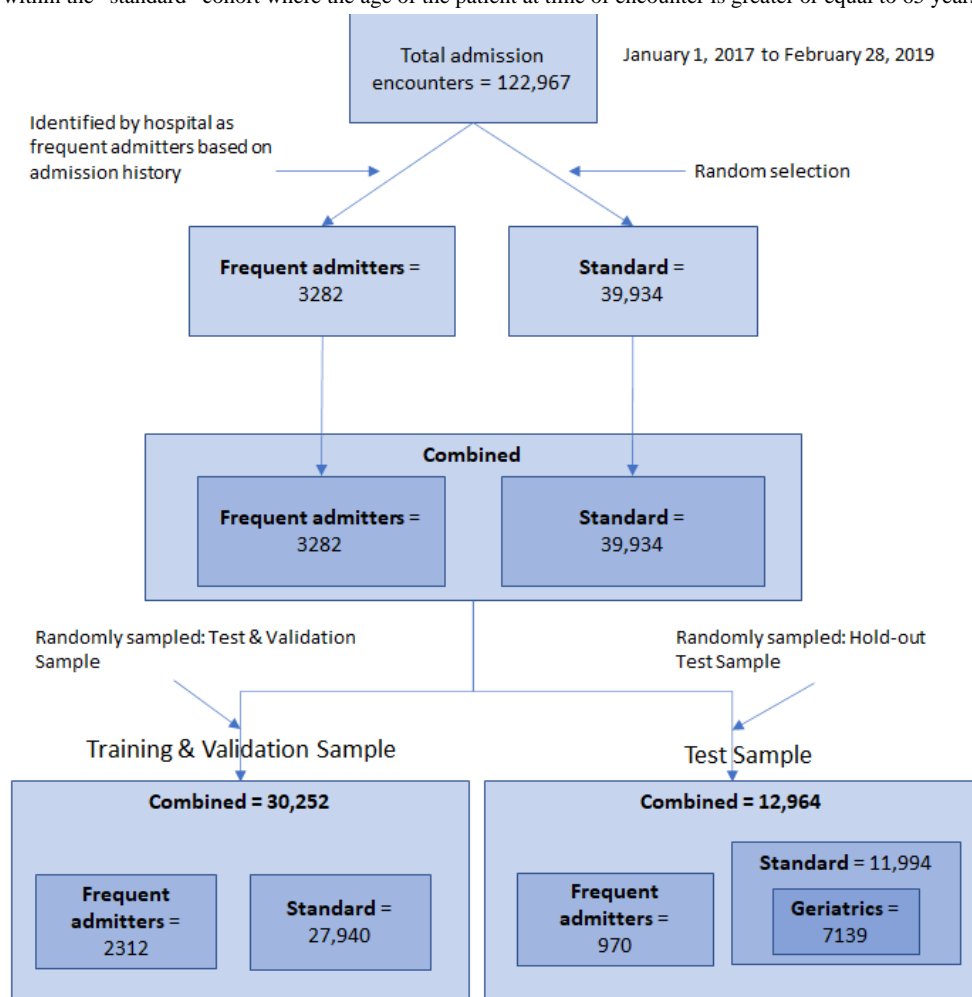 within the "standard" cohort where the age of the patient at time of encounter is greater or equal to 65 years
Total admission
encounters = 122,967
January 1, 2017 to February 28, 2019
Identified by hospital as
frequent admitters based on
admission history
Random selection
Frequent admitters =
3282
Standard =
39,934
Combined
Frequent admitters =
3282
Standard =
39,934
Randomly sampled: Test & Validation
Sample
Randomly sampled: Hold-out
Test Sample
Training & Validation Sample
Test Sample
Combined = 30,252
Frequent
admitters =
2312
Standard =
27,940
Combined = 12,964
Frequent
admitters =
970
Standard = 11,994
Geriatrics =
7139